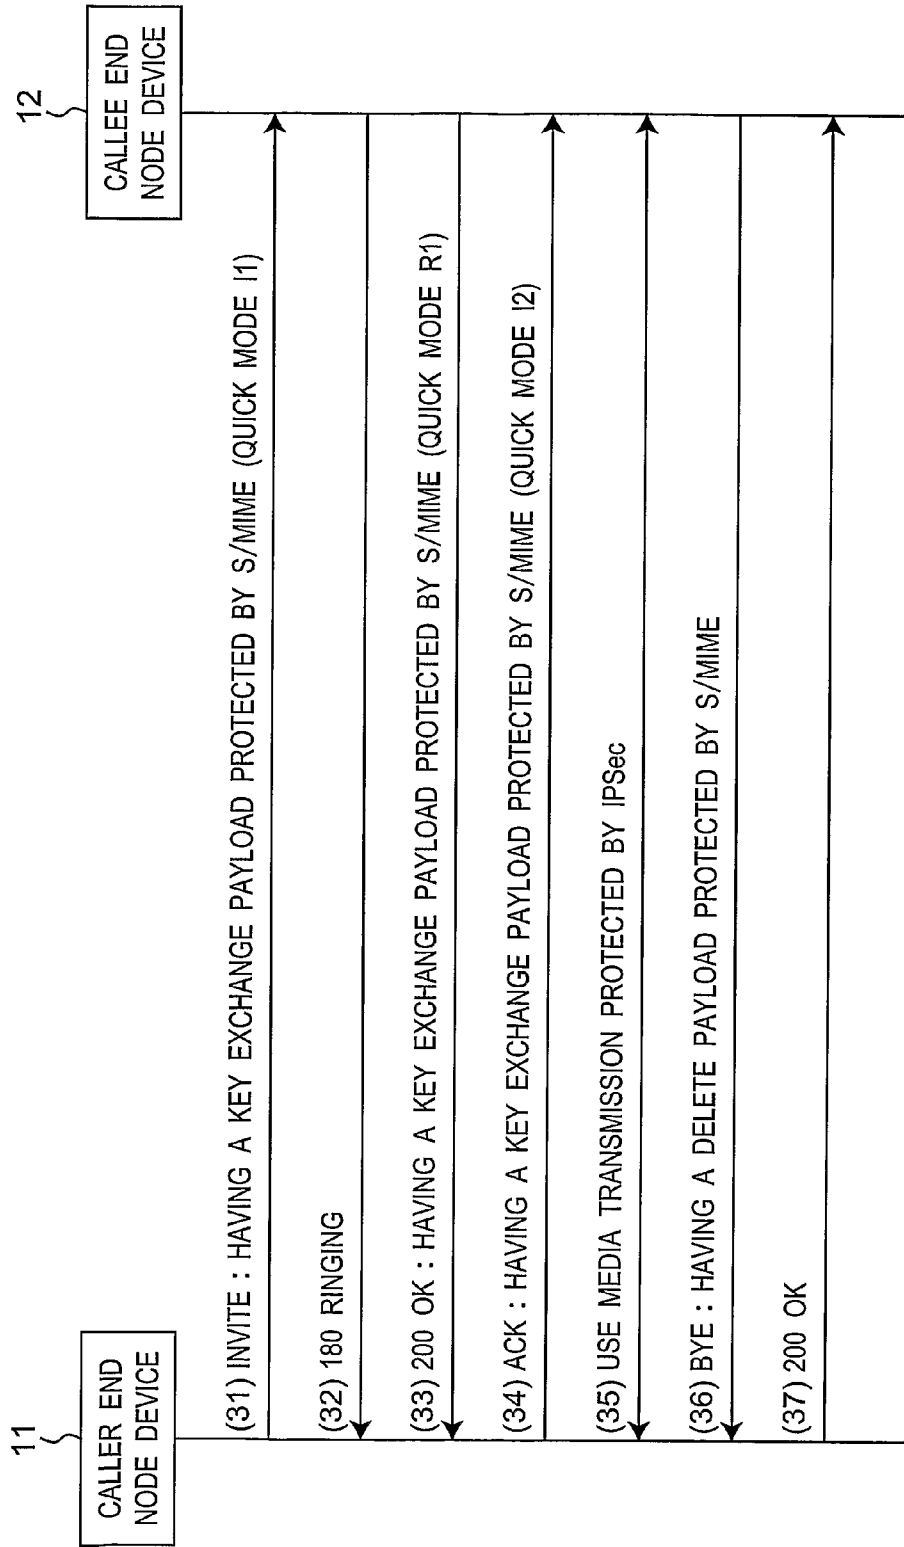 11
CALLER END
NODE DEVICE
12
CALLEE END
NODE DEVICE
(31) INVITE : HAVING A KEY EXCHANGE PAYLOAD PROTECTED BY S/MIME (QUICK MODE I1)
(32) 180 RINGING
(33) 200 OK : HAVING A KEY EXCHANGE PAYLOAD PROTECTED BY S/MIME (QUICK MODE R1)
(34) ACK : HAVING A KEY EXCHANGE PAYLOAD PROTECTED BY S/MIME (QUICK MODE I2)
(35) USE MEDIA TRANSMISSION PROTECTED BY IPSec
(36) BYE : HAVING A DELETE PAYLOAD PROTECTED BY S/MIME
(37) 200 OK